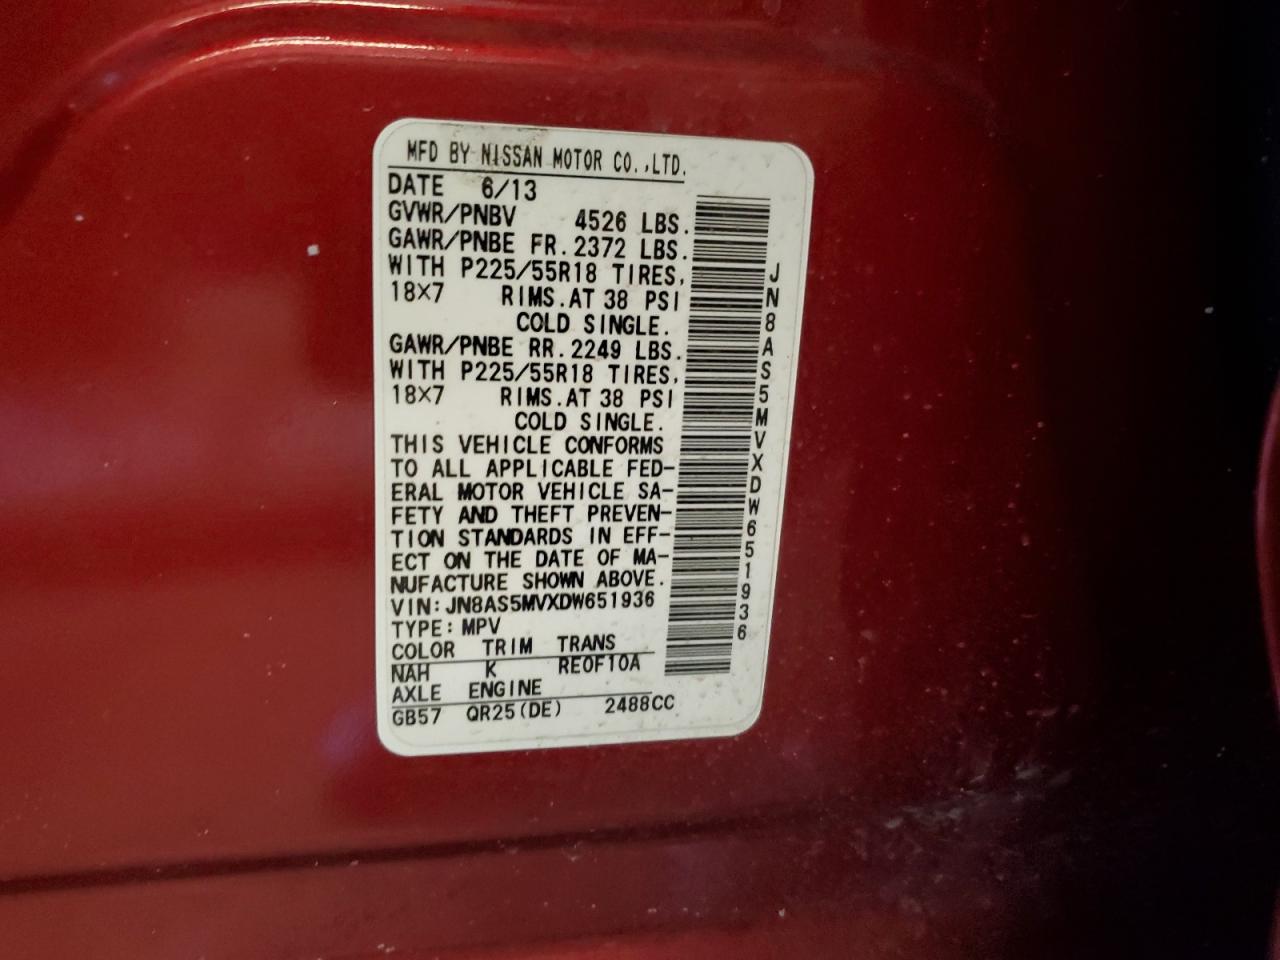 MFD BY NISSAN MOTOR CO.,LTD.
DATE 6/13
GVWR/PNBV 4526 LBS.
GAWR/PNBE FR.2372 LBS.
WITH P225/55R18 TIRES,
18X7 RIMS.AT 38 PSI
COLD SINGLE.
GAWR/PNBE RR.2249 LBS.
WITH P225/55R18 TIRES,
18X7 RIMS.AT 38 PSI
COLD SINGLE.
THIS VEHICLE CONFORMS
TO ALL APPLICABLE FED-
ERAL MOTOR VEHICLE SA-
FETY AND THEFT PREVEN-
TION STANDARDS IN EFF-
ECT ON THE DATE OF MA-
NUFACTURE SHOWN ABOVE.
VIN:JN8AS5MVXDW651936
TYPE:MPV
COLOR TRIM TRANS
NAH K RE0F10A
AXLE ENGINE
GB57 QR25(DE) 2488CC
JN8AS5MVXDW651936